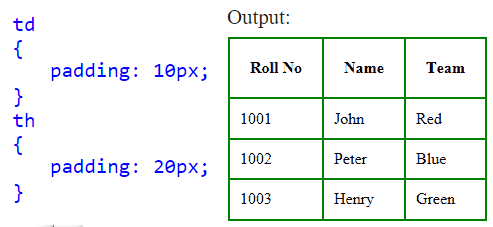 td
{
padding: 10px;
}
th
{
padding: 20px;
}
Output:
Roll No Name Team
1001 John Red
1002 Peter Blue
1003 Henry Green